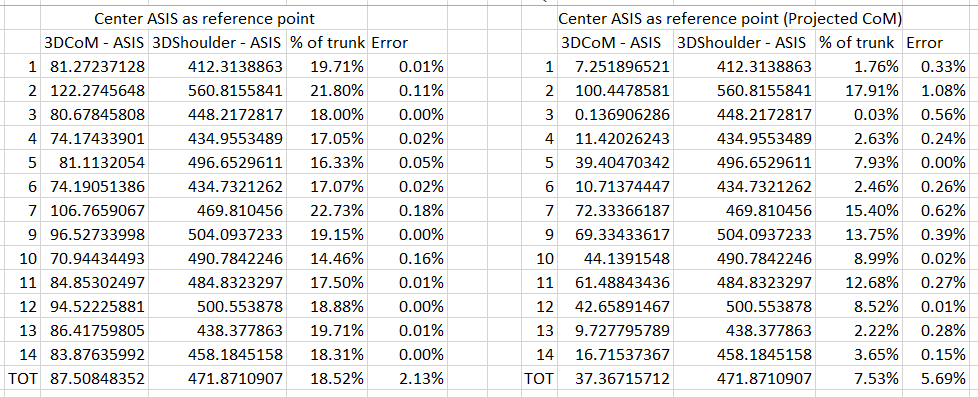 Center ASIS as reference point Center ASIS as reference point (Projected CoM)
3DCoM - ASIS 3DShoulder - ASIS % of trunk Error 3DCoM - ASIS 3DShoulder - ASIS % of trunk Error
1 81.27237128 412.3138863 19.71% 0.01% 1 7.251896521 412.3138863 1.76% 0.33%
2 122.2745648 560.8155841 21.80% 0.11% 2 100.4478581 560.8155841 17.91% 1.08%
3 80.67845808 448.2172817 18.00% 0.00% 3 0.136906286 448.2172817 0.03% 0.56%
4 74.17433901 434.9553489 17.05% 0.02% 4 11.42026243 434.9553489 2.63% 0.24%
5 81.1132054 496.6529611 16.33% 0.05% 5 39.40470342 496.6529611 7.93% 0.00%
6 74.19051386 434.7321262 17.07% 0.02% 6 10.71374447 434.7321262 2.46% 0.26%
7 106.7659067 469.810456 22.73% 0.18% 7 72.33366187 469.810456 15.40% 0.62%
9 96.52733998 504.0937233 19.15% 0.00% 9 69.33433617 504.0937233 13.75% 0.39%
10 70.94434493 490.7842246 14.46% 0.16% 10 44.1391548 490.7842246 8.99% 0.02%
11 84.85302497 484.8323297 17.50% 0.01% 11 61.48843436 484.8323297 12.68% 0.27%
12 94.52225881 500.553878 18.88% 0.00% 12 42.65891467 500.553878 8.52% 0.01%
13 86.41759805 438.377863 19.71% 0.01% 13 9.727795789 438.377863 2.22% 0.28%
14 83.87635992 458.1845158 18.31% 0.00% 14 16.71537367 458.1845158 3.65% 0.15%
TOT 87.50848352 471.8710907 18.52% 2.13% TOT 37.36715712 471.8710907 7.53% 5.69%